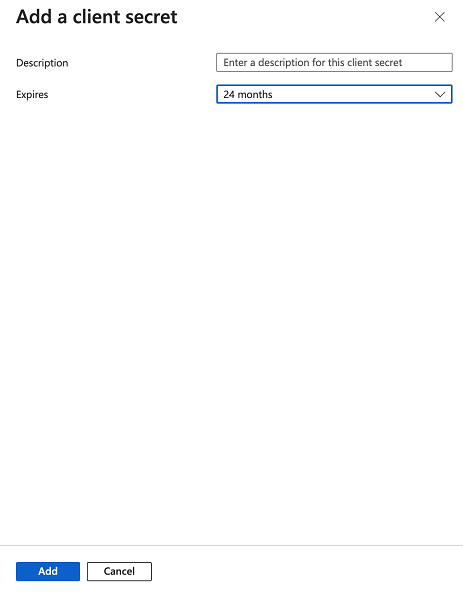 Add a client secret
Description
Enter a description for this client secret
Expires
24 months
Add
Cancel